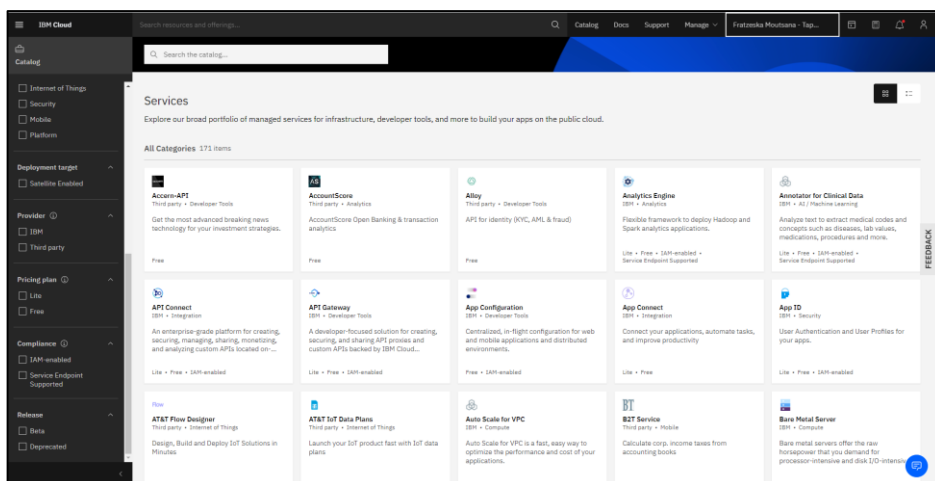 IBM Cloud
Search resources and offerings...
Catalog
Docs
Support
Manage
Fratzeska Moutsana - Tap...
Catalog
Search the catalog...
Internet of Things
Security
Mobile
Platform
Deployment target
Satellite Enabled
Provider
IBM
Third party
Pricing plan
Lite
Free
Compliance
IAM-enabled
Service Endpoint
Supported
Release
Beta
Deprecated
Services
Explore our broad portfolio of managed services for infrastructure, developer tools, and more to build your apps on the public cloud.
All Categories 171 items
Accern-API
Third party • Developer Tools
Get the most advanced breaking news
technology for your investment strategies.
Free
AS
AccountScore
Third party • Analytics
AccountScore Open Banking & transaction
analytics
Free
Alloy
Third party • Developer Tools
API for identity (KYC, AML & fraud)
Free
Analytics Engine
IBM • Analytics
Flexible framework to deploy Hadoop and
Spark analytics applications.
Lite • Free • IAM-enabled •
Service Endpoint Supported
Annotator for Clinical Data
IBM • AI / Machine Learning
Analyze text to extract medical codes and
concepts such as diseases, lab values,
medications, procedures and more.
Lite • Free • IAM-enabled •
Service Endpoint Supported
API Connect
IBM • Integration
An enterprise-grade platform for creating,
securing, managing, sharing, monetizing,
and analyzing custom APIs located on-...
Lite • Free • IAM-enabled
API Gateway
IBM • Developer Tools
A developer-focused solution for creating,
securing, and sharing API proxies and
custom APIs backed by IBM Cloud...
Lite • Free • IAM-enabled
App Configuration
IBM • Developer Tools
Centralized, in-flight configuration for web
and mobile applications and distributed
environments.
Free • IAM-enabled
App Connect
IBM • Integration
Connect your applications, automate tasks,
and improve productivity
Lite • Free
App ID
IBM • Security
User Authentication and User Profiles for
your apps.
Lite • Free • IAM-enabled
flow
AT&T Flow Designer
Third party • Internet of Things
Design, Build and Deploy IoT Solutions in
Minutes
AT&T IoT Data Plans
Third party • Internet of Things
Launch your IoT product fast with IoT data
plans
Auto Scale for VPC
IBM • Compute
Auto Scale for VPC is a fast, easy way to
optimize the performance and cost of your
applications.
BT
B2T Service
Third party • Mobile
Calculate corp. income taxes from
accounting books
Bare Metal Server
IBM • Compute
Bare metal servers offer the raw
horsepower that you demand for
processor-intensive and disk I/O-intensive
FEEDBACK